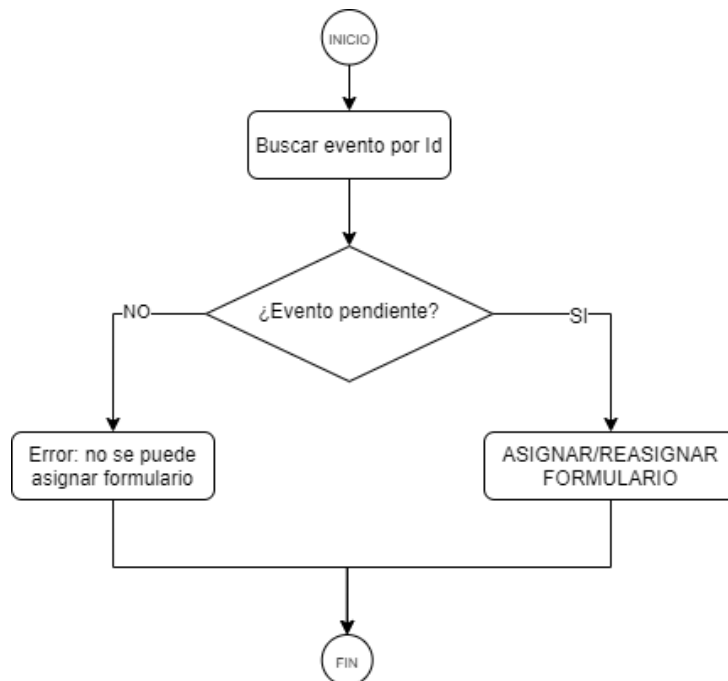 INICIO
Buscar evento por Id
¿Evento pendiente?
NO
SI
Error: no se puede
asignar formulario
ASIGNAR/REASIGNAR
FORMULARIO
FIN